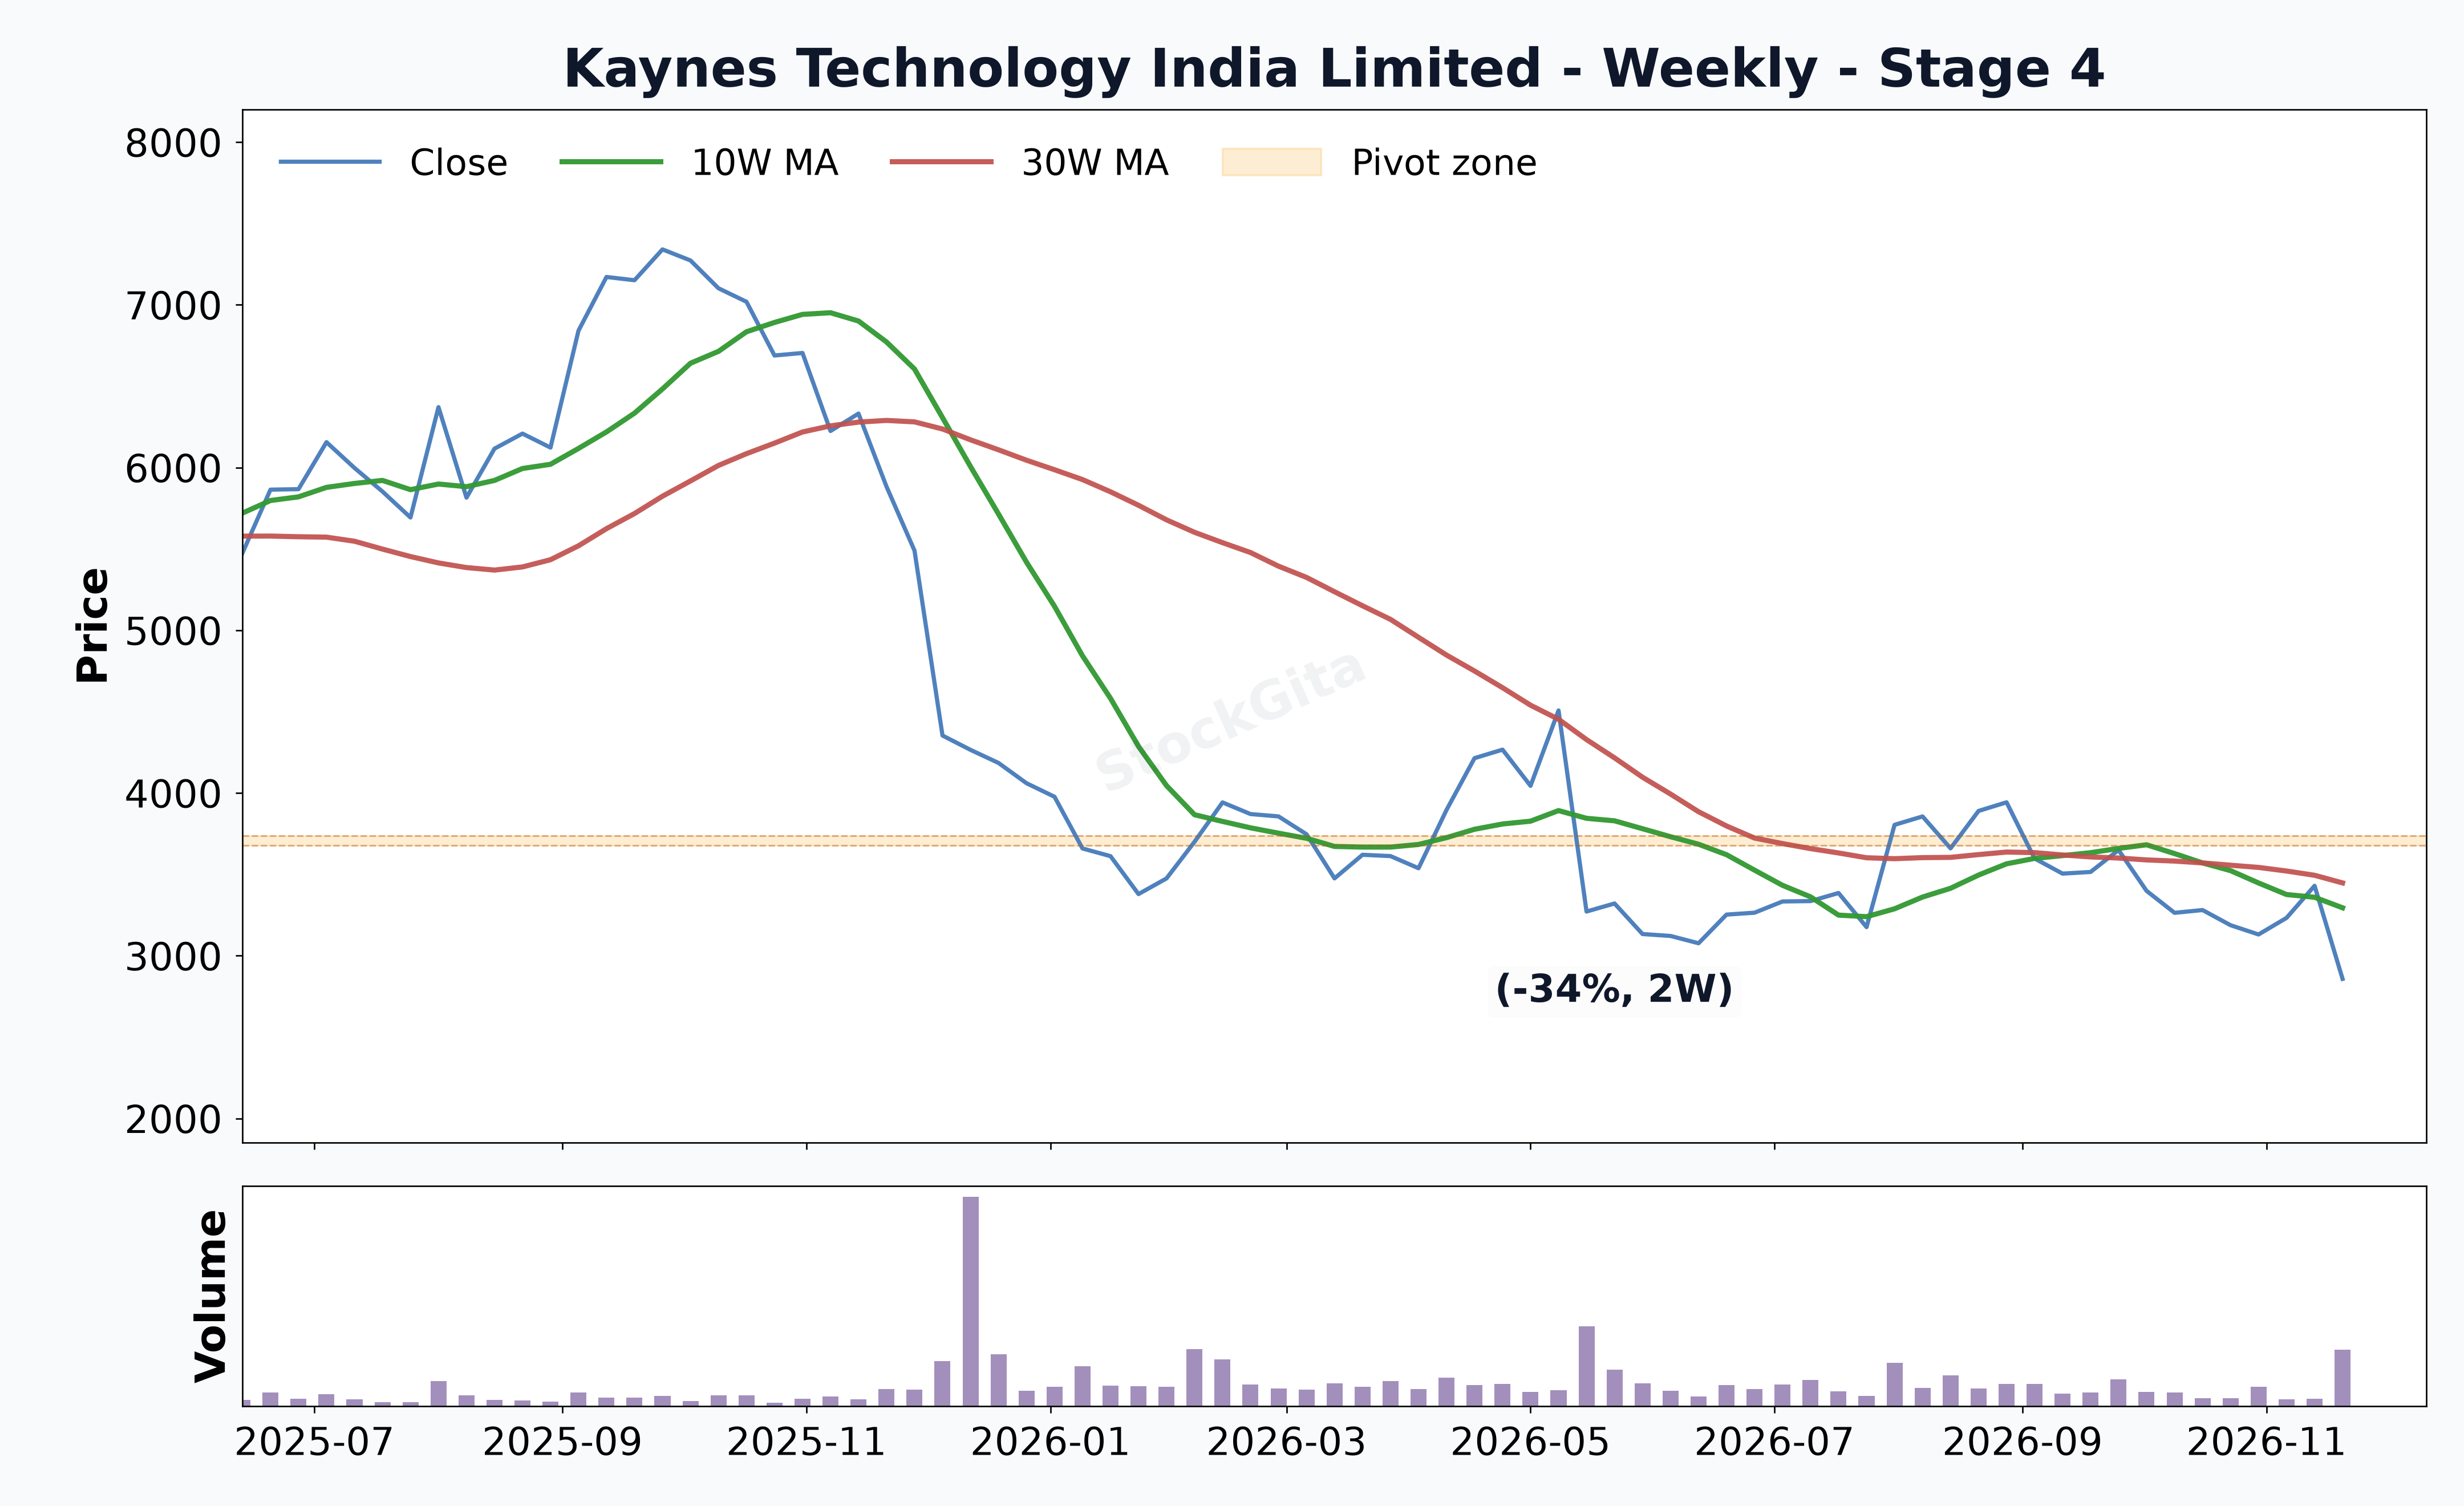 Kaynes Technology India Limited - Weekly - Stage 4
Close 10W MA 30W MA Pivot zone
8000
7000
6000
5000
4000
3000
2000
Price
StockGita
(-34%, 2W)
Volume
2025-07 2025-09 2025-11 2026-01 2026-03 2026-05 2026-07 2026-09 2026-11